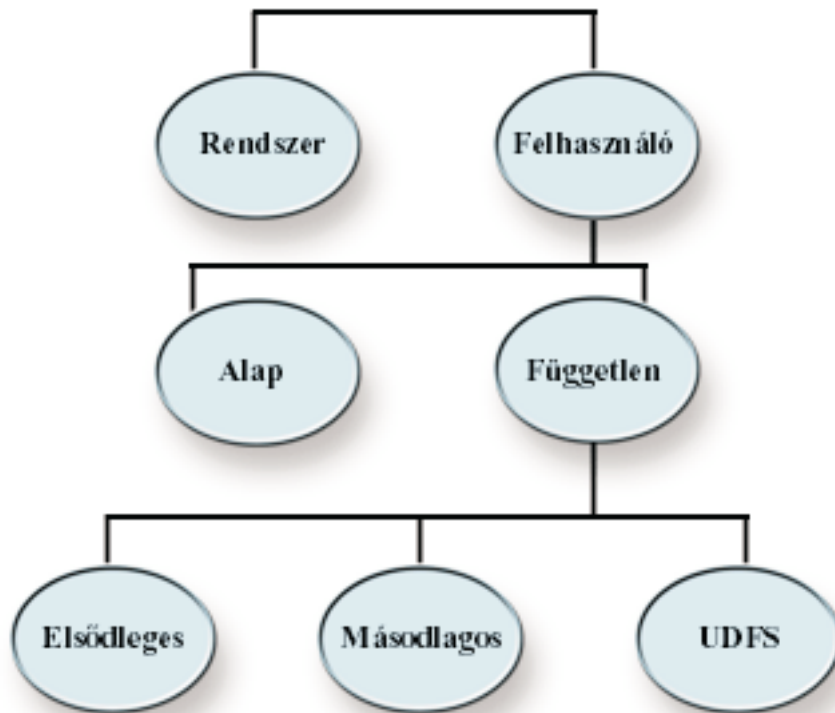 Rendszer
Felhasználó
Alap
Független
Elsődleges
Másodlagos
UDFS